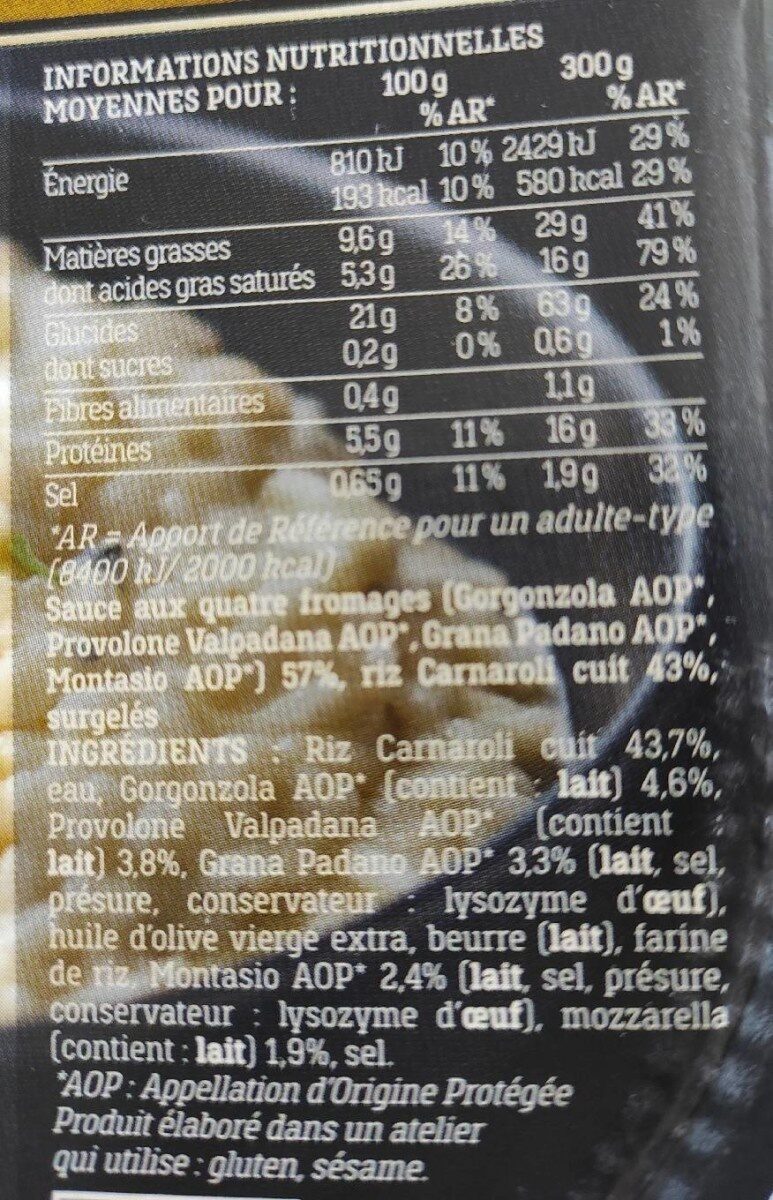 INFORMATIONS NUTRITIONNELLES
MOYENNES POUR : 100 g 300 g
% AR* % AR*
Énergie 810 kJ 10 % 2429 kJ 29 %
193 kcal 10 % 580 kcal 29 %
Matières grasses 9,6 g 14 % 29 g 41 %
dont acides gras saturés 5,3 g 26 % 16 g 79 %
Glucides 21 g 8 % 63 g 24 %
dont sucres 0,2 g 0 % 0,6 g 1 %
Fibres alimentaires 0,4 g 1,1 g
Protéines 5,5 g 11 % 16 g 33 %
Sel 0,65 g 11 % 1,9 g 32 %
*AR = Apport de Référence pour un adulte-type
(8400 kJ/ 2000 kcal)
Sauce aux quatre fromages (Gorgonzola AOP*,
Provolone Valpadana AOP*, Grana Padano AOP*,
Montasio AOP*) 57%, riz Carnaroli cuit 43%,
surgelés
INGRÉDIENTS : Riz Carnaroli cuit 43,7%,
eau, Gorgonzola AOP* (contient : lait) 4,6%,
Provolone Valpadana AOP* (contient :
lait) 3,8%, Grana Padano AOP* 3,3% (lait, sel,
présure, conservateur : lysozyme d'œuf),
huile d'olive vierge extra, beurre (lait), farine
de riz, Montasio AOP* 2,4% (lait, sel, présure,
conservateur : lysozyme d'œuf), mozzarella
(contient : lait) 1,9%, sel.
*AOP : Appellation d'Origine Protégée
Produit élaboré dans un atelier
qui utilise : gluten, sésame.